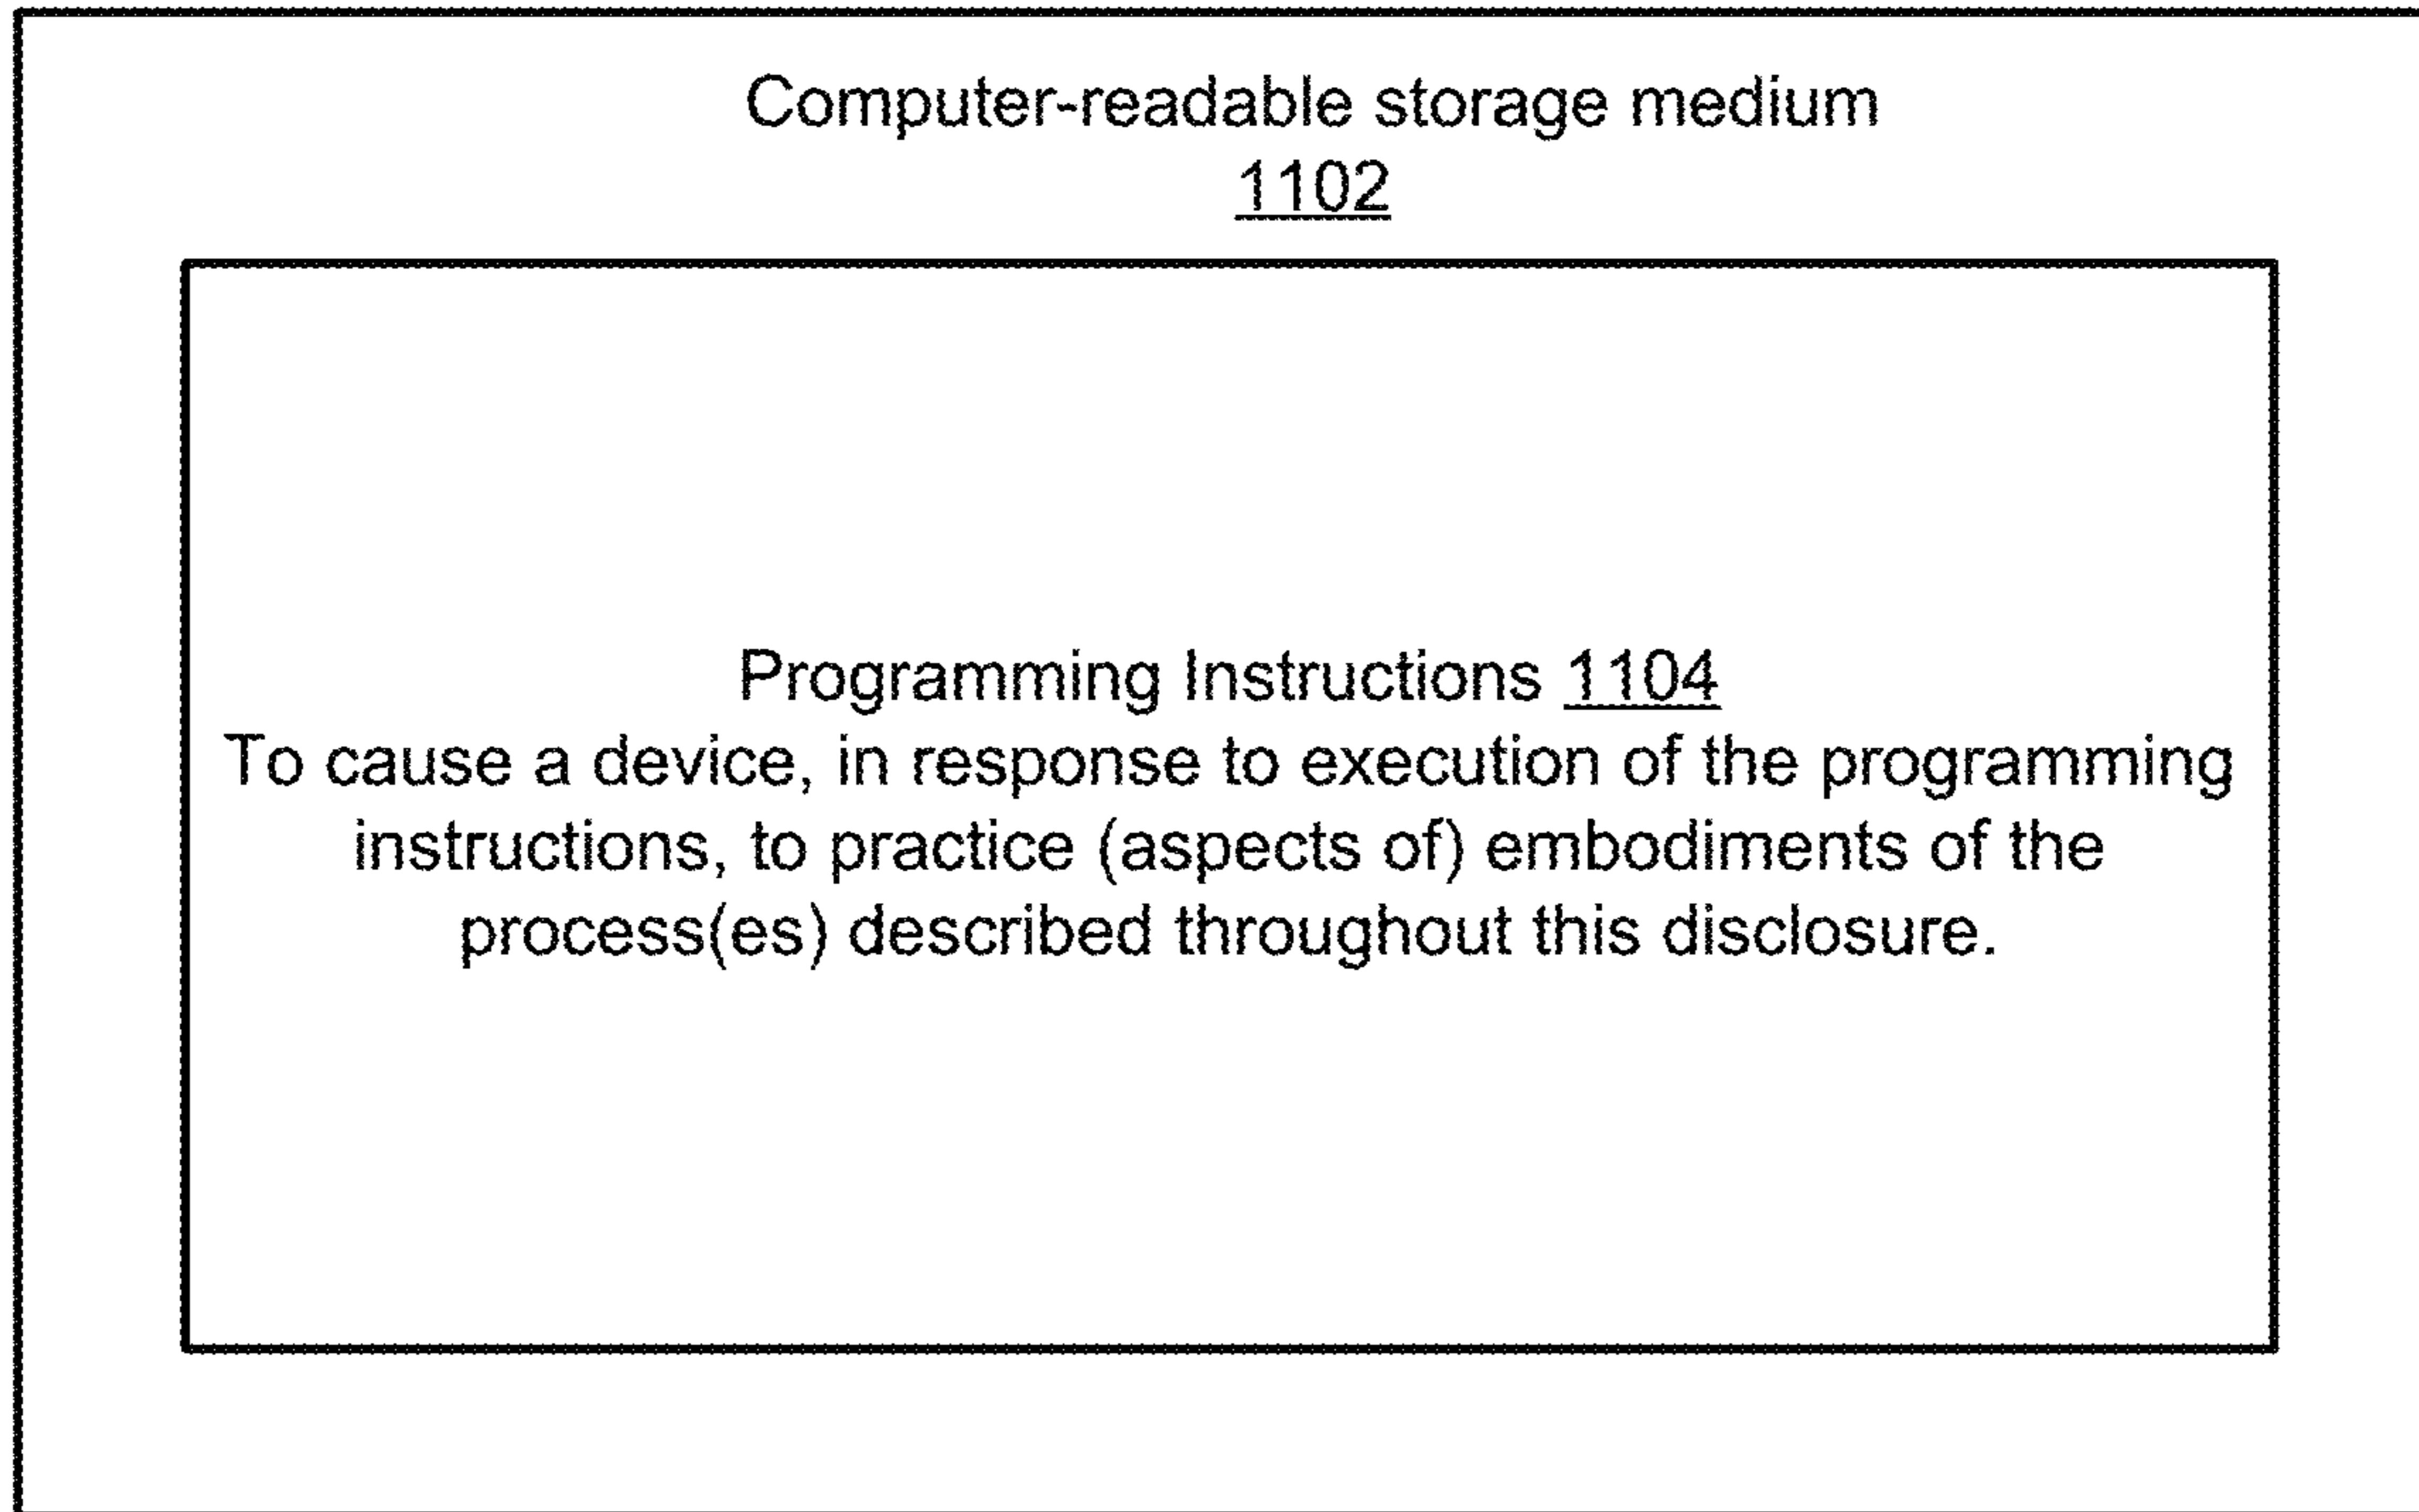 Computer-readable storage medium
1102
Programming Instructions 1104
To cause a device, in response to execution of the programming
instructions, to practice (aspects of) embodiments of the
process(es) described throughout this disclosure.